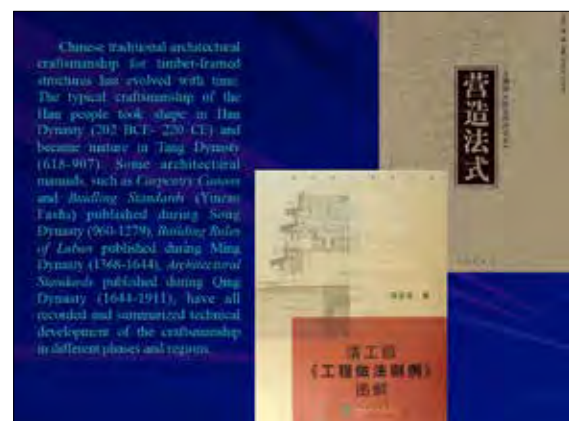 Chinese traditional architectural
craftsmanship for timber-framed
structures has evolved with time.
The typical craftsmanship of the
Han people took shape in Han
Dynasty (202 BCE- 220 CE) and
became mature in Tang Dynasty
(618-907). Some architectural
manuals, such as Carpentry Canons
and Building Standards (Yingzao
Fashi) published during Song
Dynasty (960-1279), Building Rules
of Luban published during Ming
Dynasty (1368-1644), Architectural
Standards published during Qing
Dynasty (1644-1911), have all
recorded and summarized technical
development of the craftsmanship
in different phases and regions.
营造法式
清工部
《工程做法则例》
图解